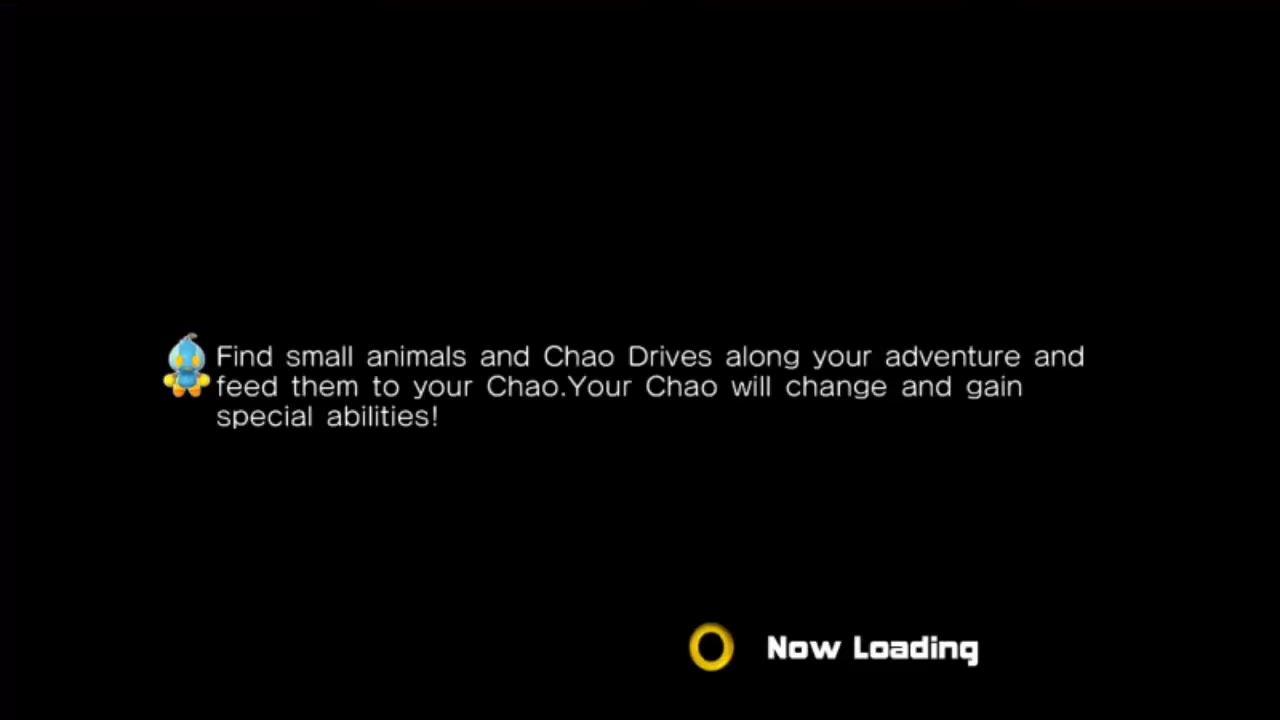 Find small animals and Chao Drives along your adventure and
feed them to your Chao.Your Chao will change and gain
special abilities!
Now Loading